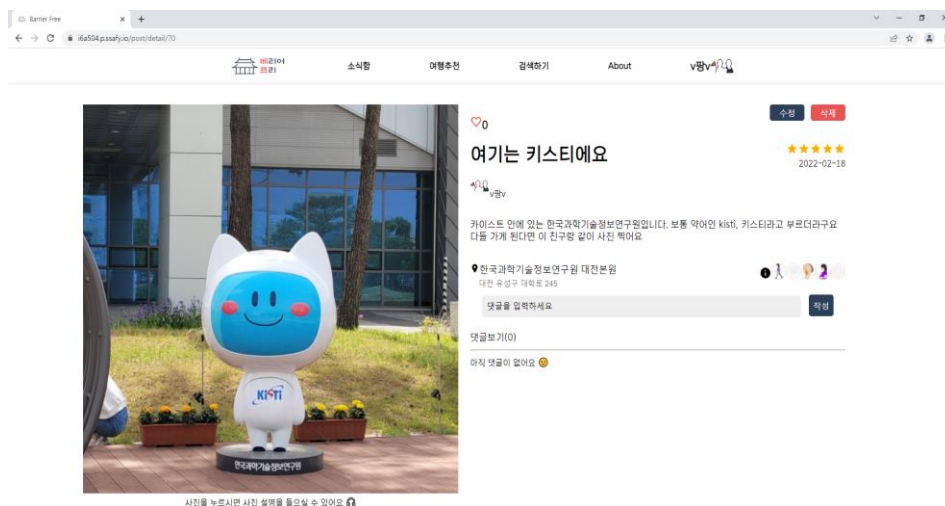 Barrier Free
i6a504.p.ssafy.io/post/detail/70
베리어
프리
소식함
여행추천
검색하기
About
v팡v
0
수정
삭제
여기는 키스티에요
2022-02-18
v팡v
카이스트 안에 있는 한국과학기술정보연구원입니다. 보통 약어인 kisti, 키스티라고 부르더라구요
다들 가게 된다면 이 친구랑 같이 사진 찍어요
한국과학기술정보연구원 대전본원
대전 유성구 대학로 245
댓글을 입력하세요
작성
댓글보기(0)
아직 댓글이 없어요
KiSTi
한국과학기술정보연구원
사진을 누르시면 사진 설명을 들으실 수 있어요